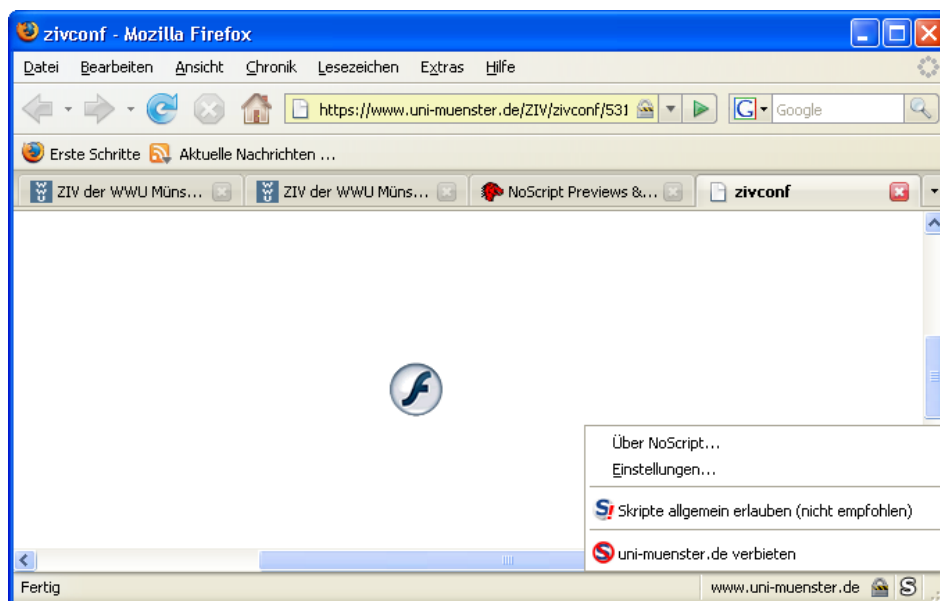 zivconf - Mozilla Firefox
Datei Bearbeiten Ansicht Chronik Lesezeichen Extras Hilfe
https://www.uni-muenster.de/ZIV/zivconf/531 G Google
Erste Schritte Aktuelle Nachrichten ...
ZIV der WWU Müns... ZIV der WWU Müns... NoScript Previews &... zivconf
Über NoScript...
Einstellungen...
Skripte allgemein erlauben (nicht empfohlen)
uni-muenster.de verbieten
Fertig www.uni-muenster.de S